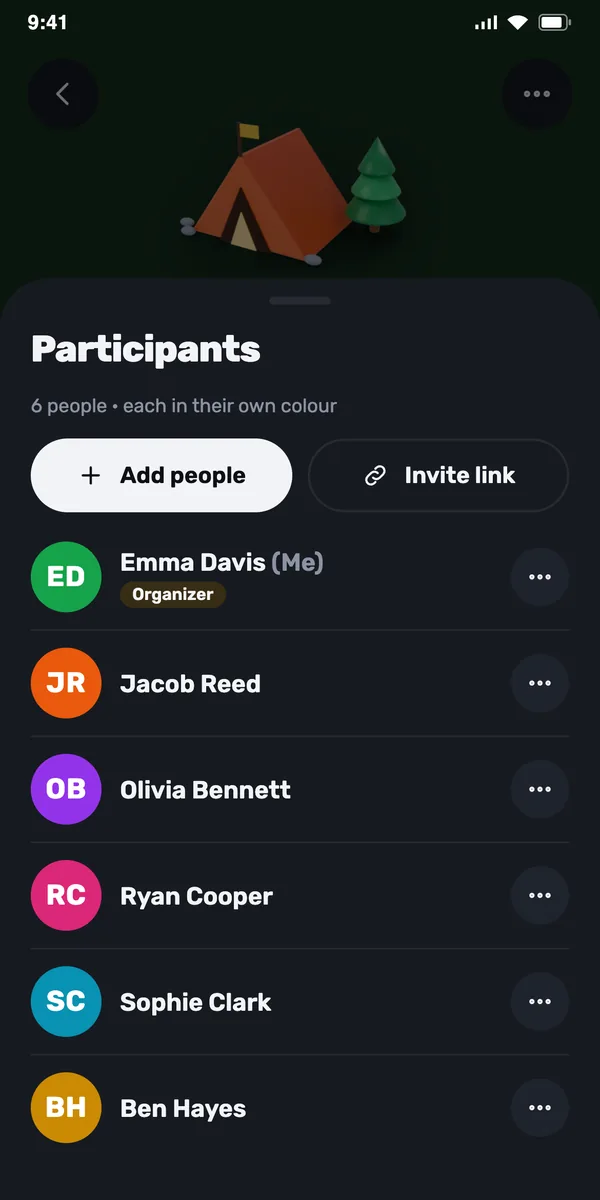 9:41
Participants
6 people • each in their own colour
Add people
Invite link
ED
Emma Davis (Me)
Organizer
JR
Jacob Reed
OB
Olivia Bennett
RC
Ryan Cooper
SC
Sophie Clark
BH
Ben Hayes